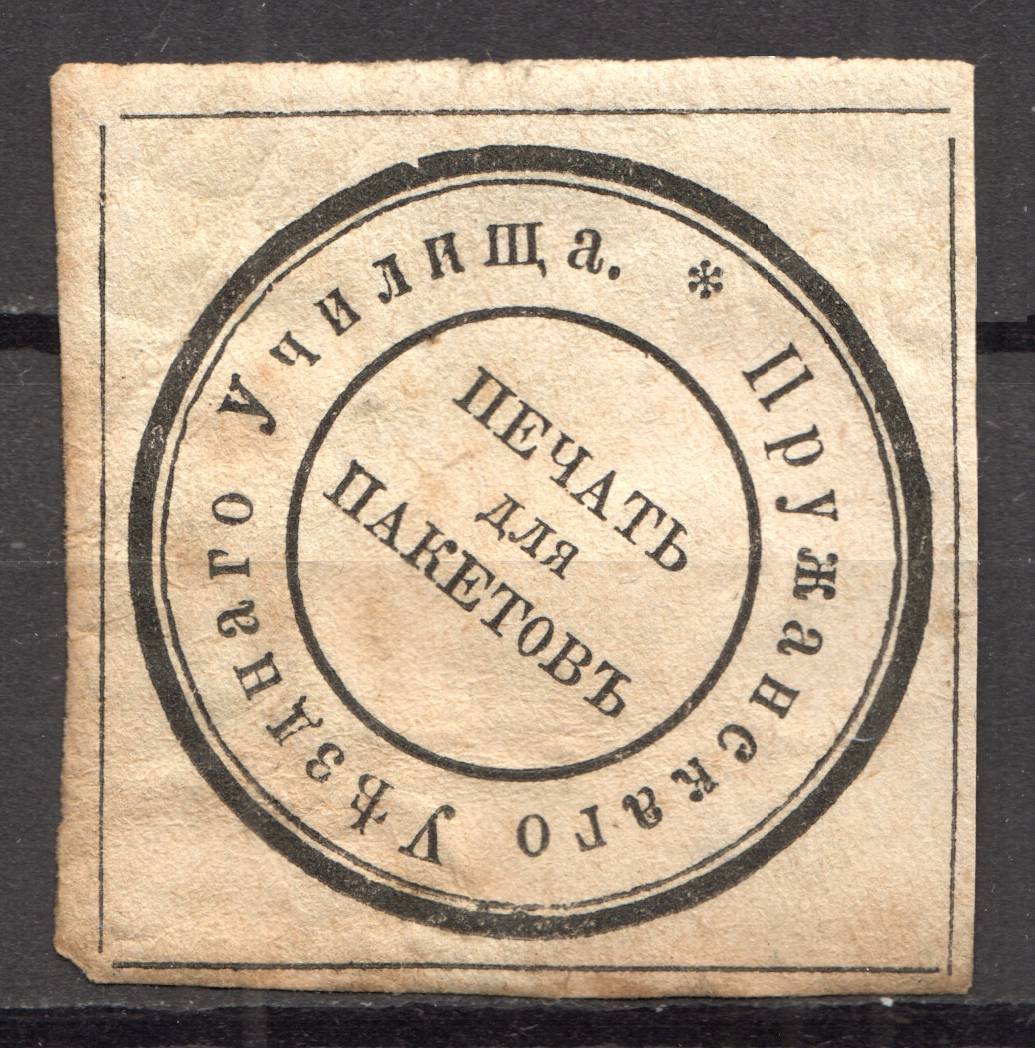 * Пружанскаго Уѣзднаго Училища.
ПЕЧАТЬ
для
ПАКЕТОВЪ